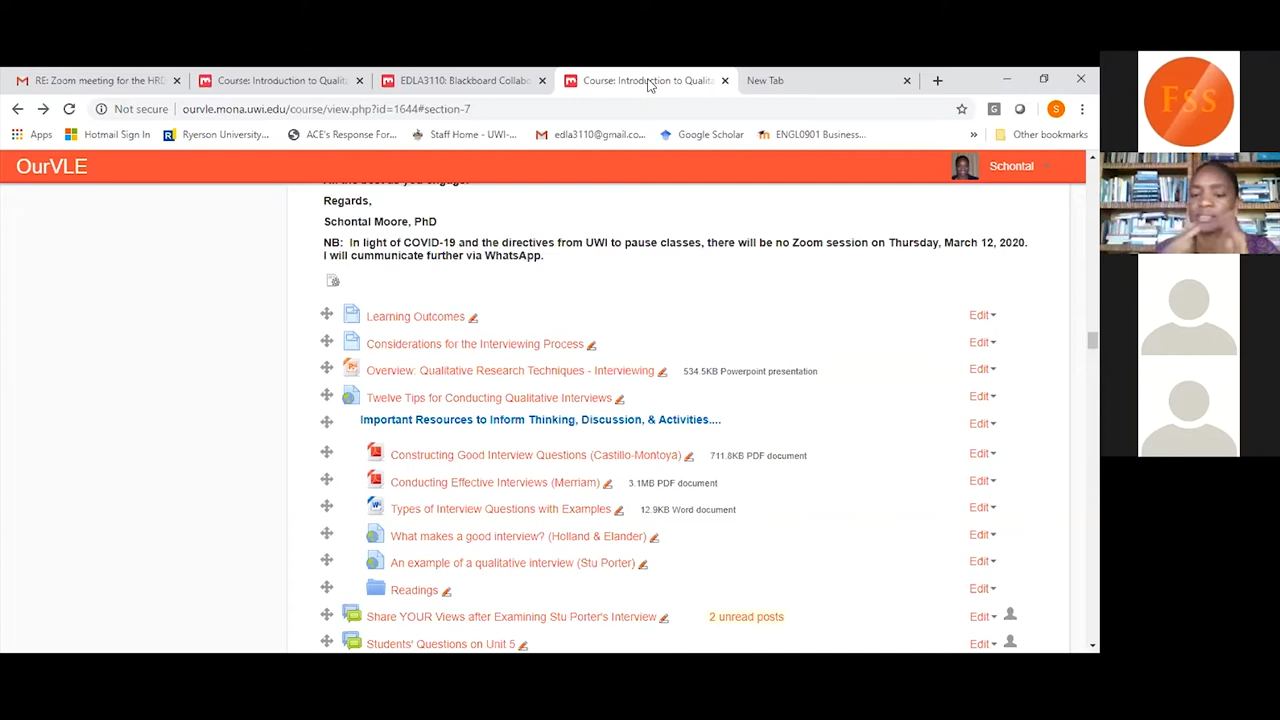 RE: Zoom meeting for the HRD
Course: Introduction to Qualit
EDLA3110: Blackboard Collabo
Course: Introduction to Qualita
New Tab
Not secure
ourvle.mona.uwi.edu/course/view.php?id=1644#section-7
Apps
Hotmail Sign In
Ryerson University...
ACE's Response For...
Staff Home - UWI-...
edla3110@gmail.co...
Google Scholar
ENGL0901 Business...
»
Other bookmarks
FSS
OurVLE
Schontal
Regards,
Schontal Moore, PhD
NB: In light of COVID-19 and the directives from UWI to pause classes, there will be no Zoom session on Thursday, March 12, 2020.
I will cummunicate further via WhatsApp.
Learning Outcomes
Edit
Considerations for the Interviewing Process
Edit
Overview: Qualitative Research Techniques - Interviewing 534.5KB Powerpoint presentation
Edit
Twelve Tips for Conducting Qualitative Interviews
Edit
Important Resources to Inform Thinking, Discussion, & Activities....
Edit
Constructing Good Interview Questions (Castillo-Montoya) 711.8KB PDF document
Edit
Conducting Effective Interviews (Merriam) 3.1MB PDF document
Edit
Types of Interview Questions with Examples 12.9KB Word document
Edit
What makes a good interview? (Holland & Elander)
Edit
An example of a qualitative interview (Stu Porter)
Edit
Readings
Edit
Share YOUR Views after Examining Stu Porter's Interview 2 unread posts
Edit
Students' Questions on Unit 5
Edit